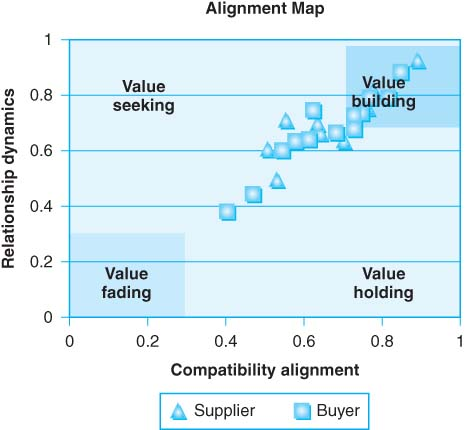 Alignment Map
1
0.8
0.6
0.4
0.2
0
Relationship dynamics
Value
seeking
Value
building
Value
fading
Value
holding
0
0.2
0.4
0.6
0.8
1
Compatibility alignment
Supplier
Buyer